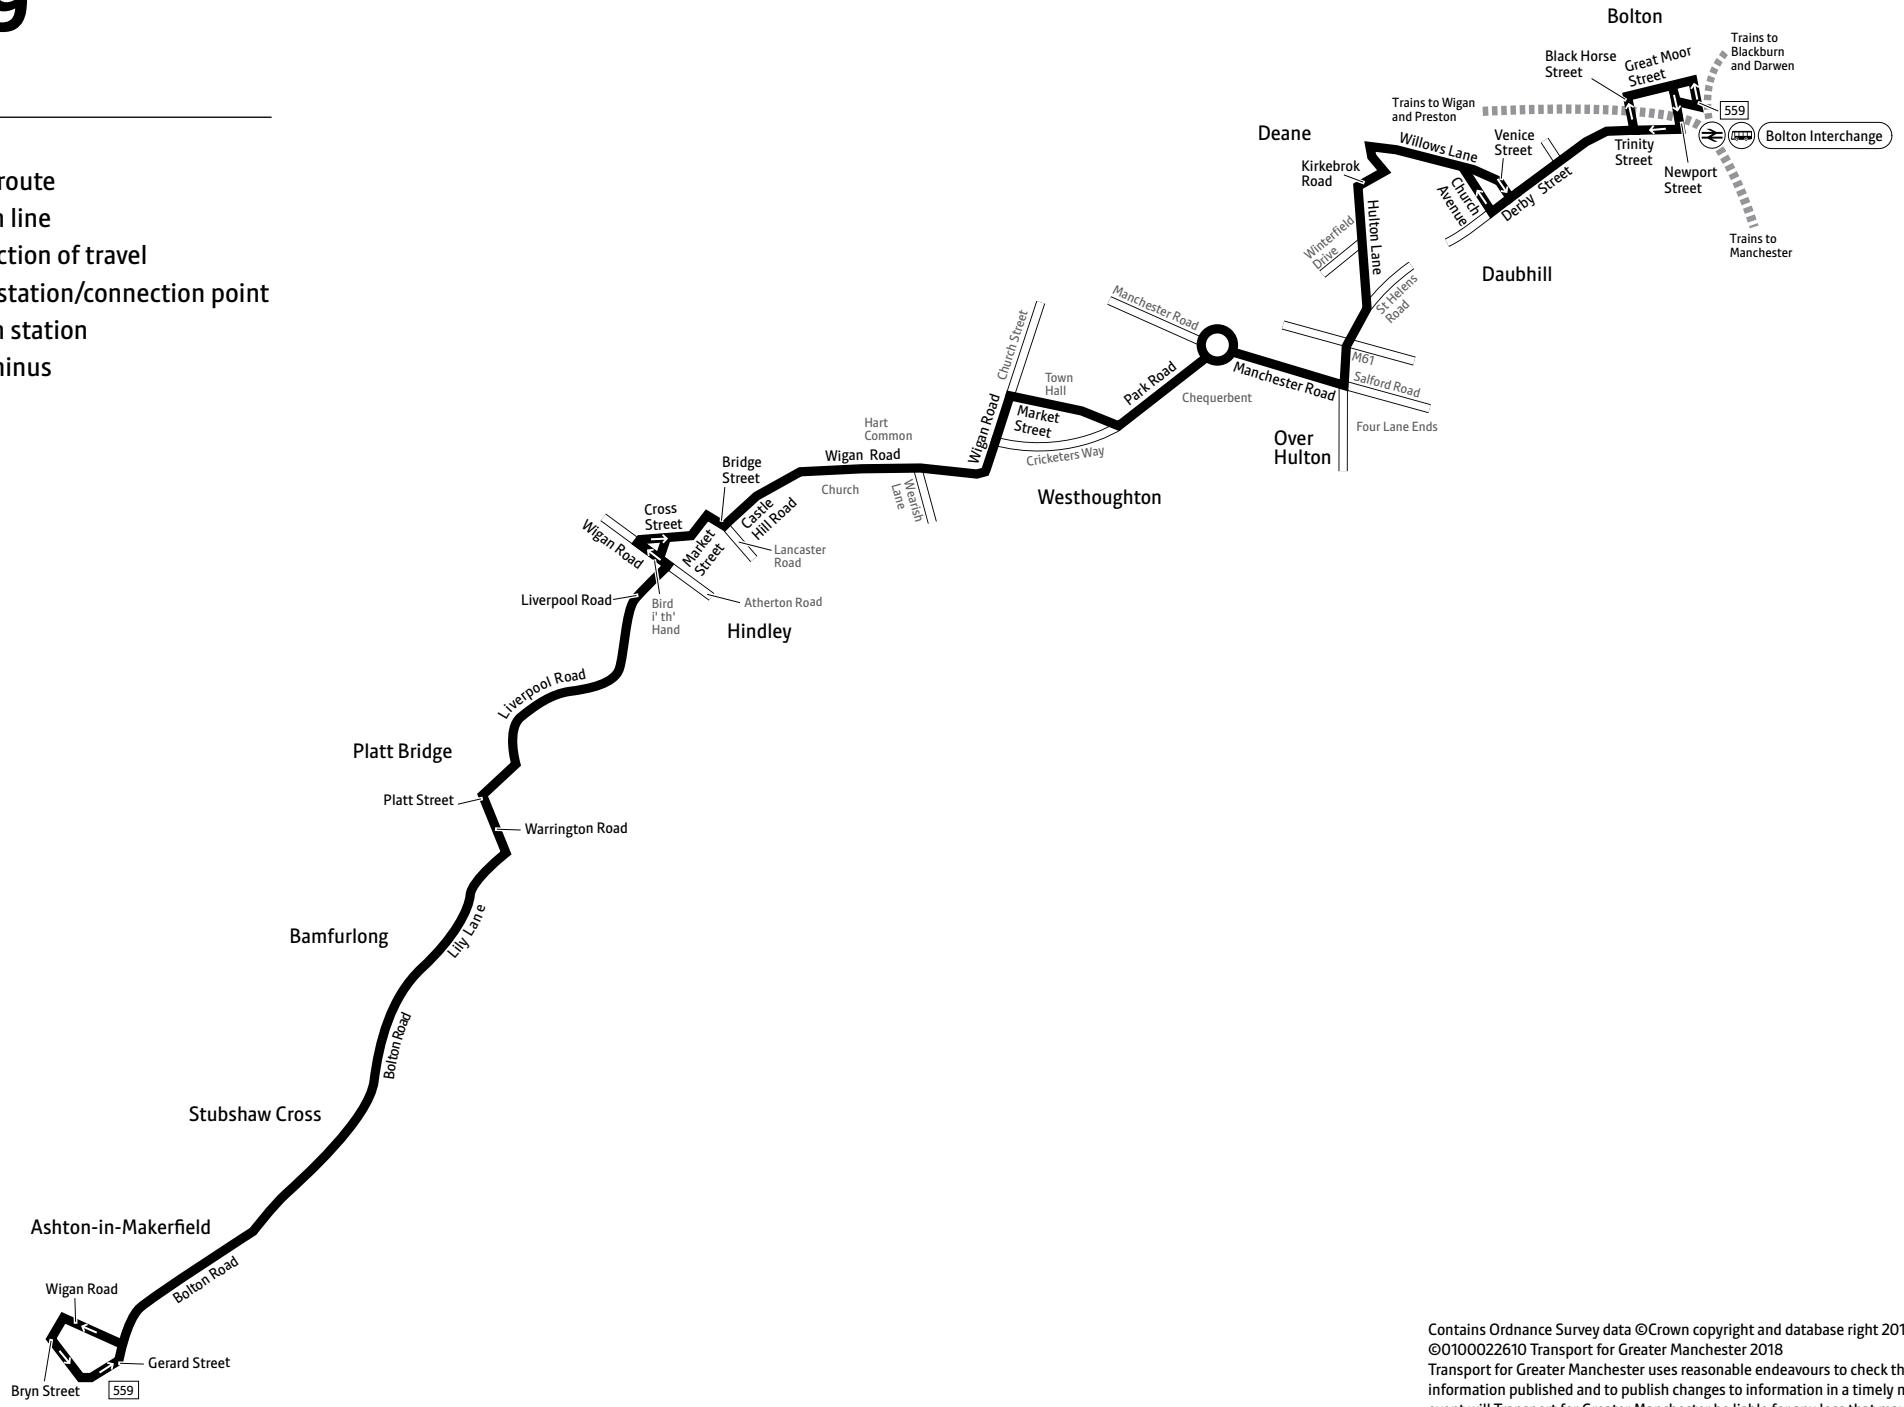 g
route
n line
ction of travel
station/connection point
n station
minus
Bolton
Trains to
Blackburn
and Darwen
Black Horse
Street
Great Moor
Street
Trains to Wigan
and Preston
559
Bolton Interchange
Deane
Willows Lane
Venice
Street
Trinity
Street
Newport
Street
Kirkebrok
Road
Church
Avenue
Derby Street
Hulton Lane
Winterfield
Drive
Trains to
Manchester
Daubhill
St Helens
Road
Manchester Road
Church Street
M61
Manchester Road
Salford Road
Park Road
Town
Hall
Chequerbent
Market
Street
Wigan Road
Four Lane Ends
Over
Hulton
Hart
Common
Cricketers Way
Wigan Road
Bridge
Street
Church
Wearish
Lane
Westhoughton
Castle
Hill Road
Cross
Street
Wigan Road
Market
Street
Lancaster
Road
Liverpool Road
Bird
i' th'
Hand
Atherton Road
Hindley
Liverpool Road
Platt Bridge
Platt Street
Warrington Road
Lily Lane
Bamfurlong
Bolton Road
Stubshaw Cross
Ashton-in-Makerfield
Bolton Road
Wigan Road
Gerard Street
Bryn Street
559
Contains Ordnance Survey data ©Crown copyright and database right 201
©0100022610 Transport for Greater Manchester 2018
Transport for Greater Manchester uses reasonable endeavours to check th
information published and to publish changes to information in a timely m